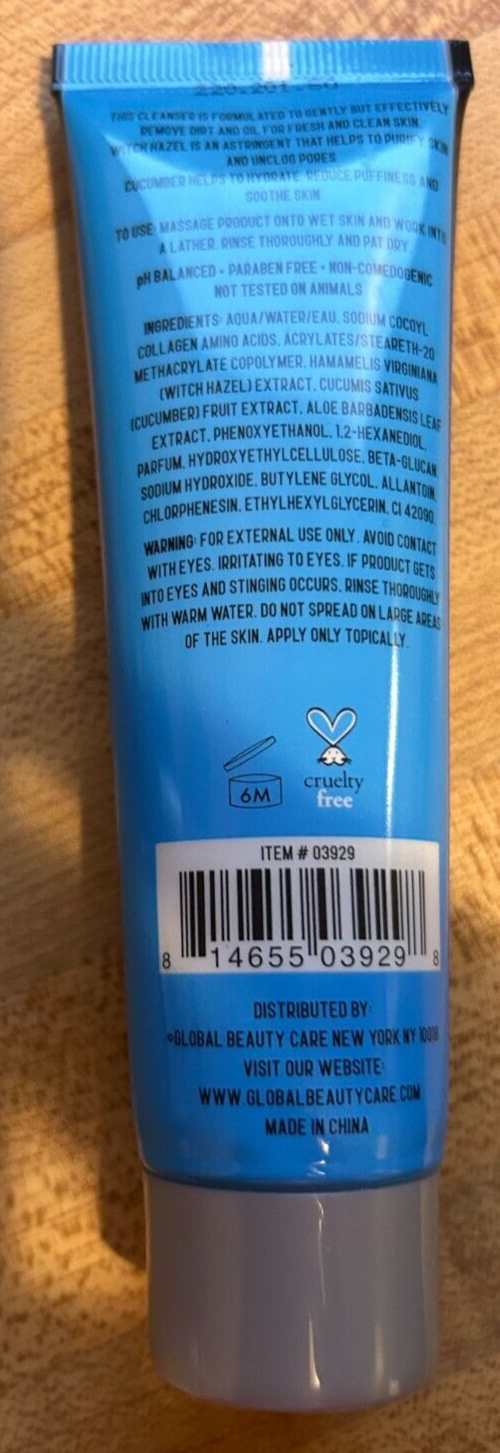 THIS CLEANSER IS FORMULATED TO GENTLY BUT EFFECTIVELY
REMOVE DIRT AND OIL FOR FRESH AND CLEAN SKIN.
WITCH HAZEL IS AN ASTRINGENT THAT HELPS TO PURIFY SKIN
AND UNCLOG PORES.
CUCUMBER HELPS TO HYDRATE, REDUCE PUFFINESS AND
SOOTHE SKIN.
TO USE: MASSAGE PRODUCT ONTO WET SKIN AND WORK INTO
A LATHER. RINSE THOROUGHLY AND PAT DRY.
pH BALANCED • PARABEN FREE • NON-COMEDOGENIC
NOT TESTED ON ANIMALS
INGREDIENTS: AQUA/WATER/EAU, SODIUM COCOYL
COLLAGEN AMINO ACIDS, ACRYLATES/STEARETH-20
METHACRYLATE COPOLYMER, HAMAMELIS VIRGINIANA
(WITCH HAZEL) EXTRACT, CUCUMIS SATIVUS
(CUCUMBER) FRUIT EXTRACT, ALOE BARBADENSIS LEAF
EXTRACT, PHENOXYETHANOL, 1,2-HEXANEDIOL,
PARFUM, HYDROXYETHYLCELLULOSE, BETA-GLUCAN,
SODIUM HYDROXIDE, BUTYLENE GLYCOL, ALLANTOIN,
CHLORPHENESIN, ETHYLHEXYLGLYCERIN, CI 42090.
WARNING: FOR EXTERNAL USE ONLY. AVOID CONTACT
WITH EYES. IRRITATING TO EYES. IF PRODUCT GETS
INTO EYES AND STINGING OCCURS, RINSE THOROUGHLY
WITH WARM WATER. DO NOT SPREAD ON LARGE AREAS
OF THE SKIN. APPLY ONLY TOPICALLY.
6M
cruelty
free
ITEM # 03929
8 14655 03929 8
DISTRIBUTED BY:
©GLOBAL BEAUTY CARE NEW YORK NY 10018
VISIT OUR WEBSITE:
WWW.GLOBALBEAUTYCARE.COM
MADE IN CHINA